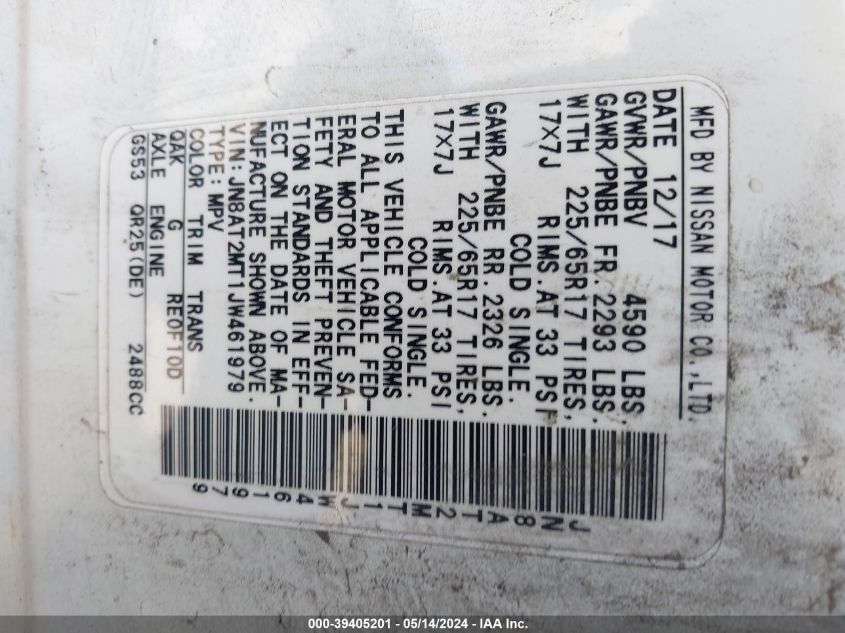 MFD BY NISSAN MOTOR CO.,LTD.
DATE 12/17
GVWR/PNBV 4590 LBS.
GAWR/PNBE FR. 2293 LBS.
WITH 225/65R17 TIRES,
17X7J RIMS.AT 33 PSI
COLD SINGLE.
GAWR/PNBE RR. 2326 LBS.
WITH 225/65R17 TIRES,
17X7J RIMS.AT 33 PSI
COLD SINGLE.
THIS VEHICLE CONFORMS
TO ALL APPLICABLE FED-
ERAL MOTOR VEHICLE SA-
FETY AND THEFT PREVEN-
TION STANDARDS IN EFF-
ECT ON THE DATE OF MA-
NUFACTURE SHOWN ABOVE.
VIN: JN8AT2MT1JW461979
TYPE: MPV
COLOR TRIM TRANS
QAK G RE0F10D
AXLE ENGINE
GS53 QR25(DE) 2488CC
JN8AT2MT1JW461979
000-39405201 - 05/14/2024 - IAA Inc.